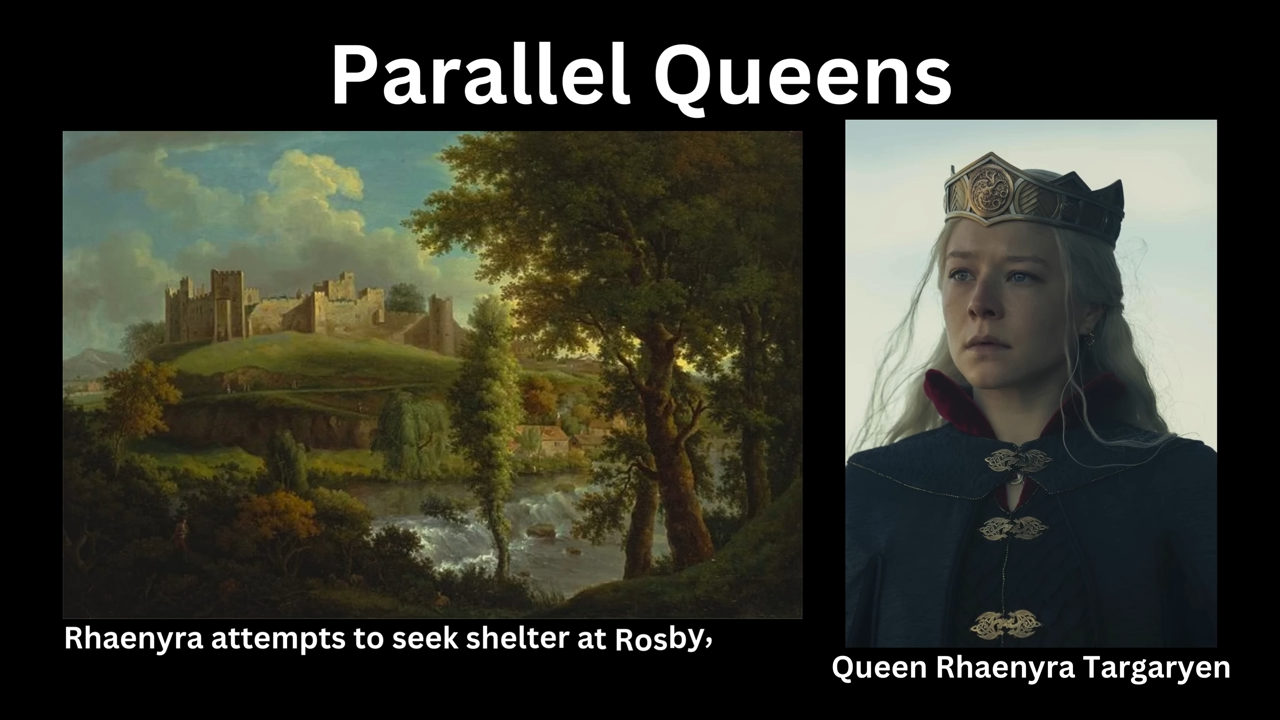 Parallel Queens
Rhaenyra attempts to seek shelter at Rosby,
Queen Rhaenyra Targaryen